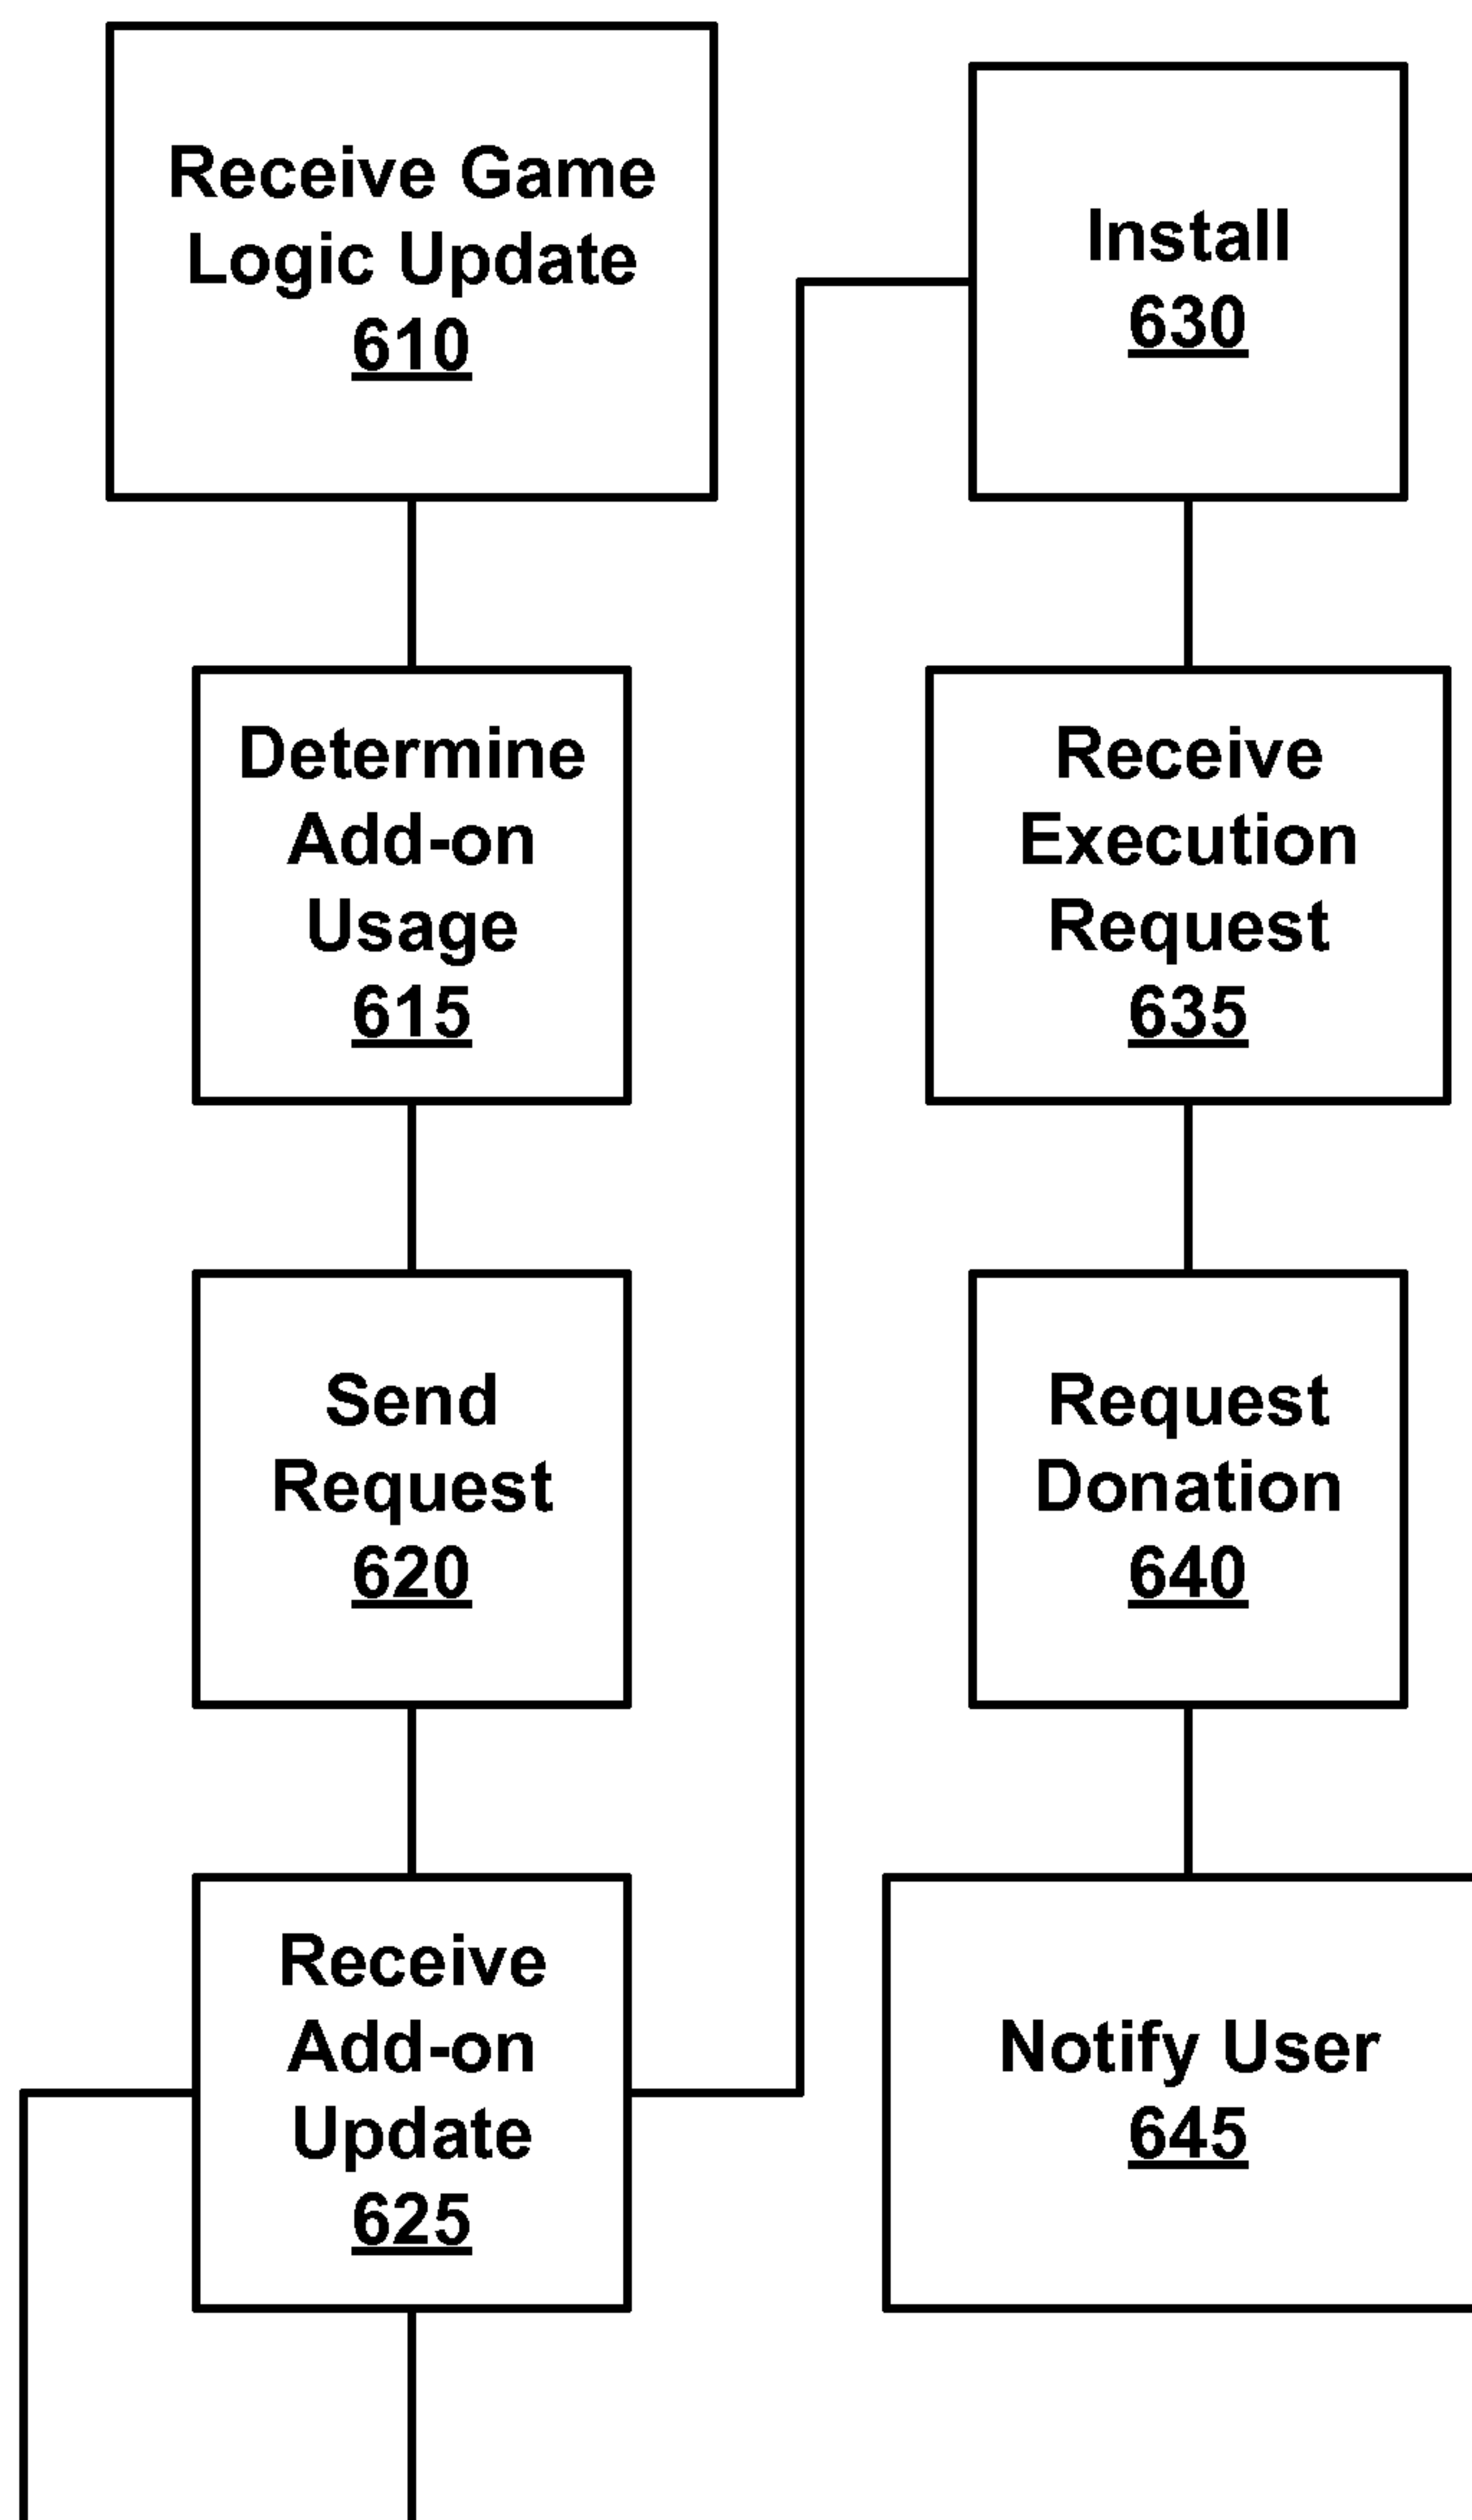 Receive Game
Logic Update
610
Determine
Add-on
Usage
615
Send
Request
620
Receive
Add-on
Update
625
Install
630
Receive
Execution
Request
635
Request
Donation
640
Notify User
645